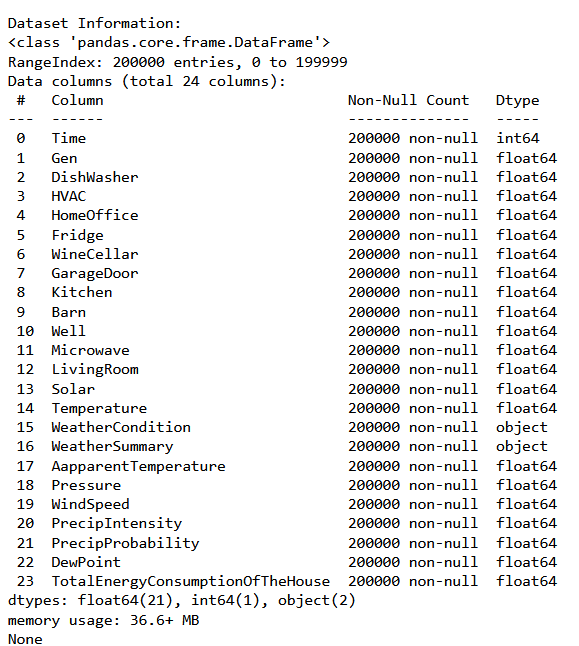 Dataset Information:
<class 'pandas.core.frame.DataFrame'>
RangeIndex: 200000 entries, 0 to 199999
Data columns (total 24 columns):
 #   Column                         Non-Null Count   Dtype
---  ------                         --------------   -----
 0   Time                           200000 non-null  int64
 1   Gen                            200000 non-null  float64
 2   DishWasher                     200000 non-null  float64
 3   HVAC                           200000 non-null  float64
 4   HomeOffice                     200000 non-null  float64
 5   Fridge                         200000 non-null  float64
 6   WineCellar                     200000 non-null  float64
 7   GarageDoor                     200000 non-null  float64
 8   Kitchen                        200000 non-null  float64
 9   Barn                           200000 non-null  float64
 10  Well                           200000 non-null  float64
 11  Microwave                      200000 non-null  float64
 12  LivingRoom                     200000 non-null  float64
 13  Solar                          200000 non-null  float64
 14  Temperature                    200000 non-null  float64
 15  WeatherCondition               200000 non-null  object
 16  WeatherSummary                 200000 non-null  object
 17  AapparentTemperature           200000 non-null  float64
 18  Pressure                       200000 non-null  float64
 19  WindSpeed                      200000 non-null  float64
 20  PrecipIntensity                200000 non-null  float64
 21  PrecipProbability              200000 non-null  float64
 22  DewPoint                       200000 non-null  float64
 23  TotalEnergyConsumptionOfTheHouse  200000 non-null  float64
dtypes: float64(21), int64(1), object(2)
memory usage: 36.6+ MB
None